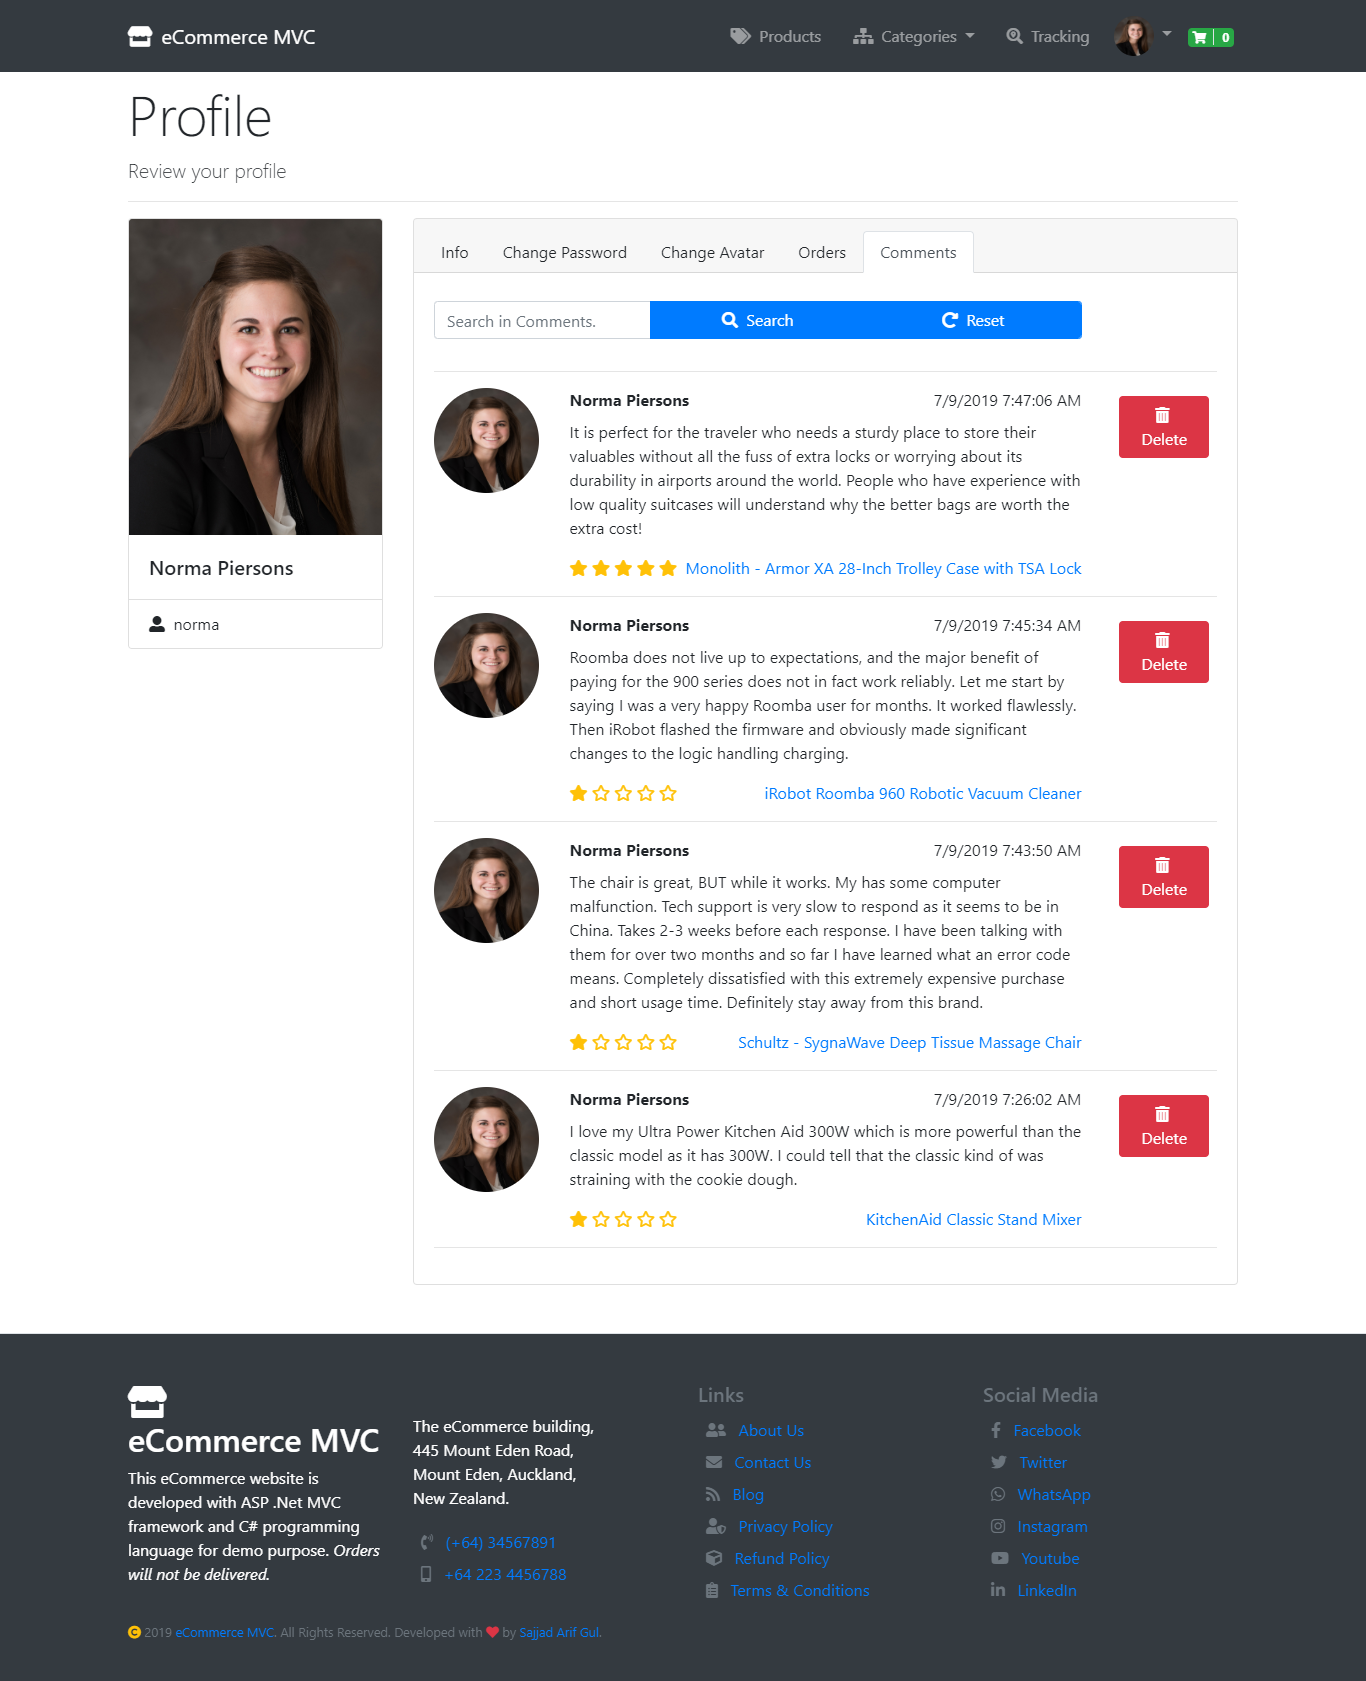 eCommerce MVC
Products
Categories
Tracking
0
Profile
Review your profile
Norma Piersons
norma
Info
Change Password
Change Avatar
Orders
Comments
Search in Comments.
Search
Reset
Norma Piersons
7/9/2019 7:47:06 AM
It is perfect for the traveler who needs a sturdy place to store their
valuables without all the fuss of extra locks or worrying about its
durability in airports around the world. People who have experience with
low quality suitcases will understand why the better bags are worth the
extra cost!
Monolith - Armor XA 28-Inch Trolley Case with TSA Lock
Delete
Norma Piersons
7/9/2019 7:45:34 AM
Roomba does not live up to expectations, and the major benefit of
paying for the 900 series does not in fact work reliably. Let me start by
saying I was a very happy Roomba user for months. It worked flawlessly.
Then iRobot flashed the firmware and obviously made significant
changes to the logic handling charging.
iRobot Roomba 960 Robotic Vacuum Cleaner
Delete
Norma Piersons
7/9/2019 7:43:50 AM
The chair is great, BUT while it works. My has some computer
malfunction. Tech support is very slow to respond as it seems to be in
China. Takes 2-3 weeks before each response. I have been talking with
them for over two months and so far I have learned what an error code
means. Completely dissatisfied with this extremely expensive purchase
and short usage time. Definitely stay away from this brand.
Schultz - SygnaWave Deep Tissue Massage Chair
Delete
Norma Piersons
7/9/2019 7:26:02 AM
I love my Ultra Power Kitchen Aid 300W which is more powerful than the
classic model as it has 300W. I could tell that the classic kind of was
straining with the cookie dough.
KitchenAid Classic Stand Mixer
Delete
eCommerce MVC
This eCommerce website is
developed with ASP .Net MVC
framework and C# programming
language for demo purpose. Orders
will not be delivered.
The eCommerce building,
445 Mount Eden Road,
Mount Eden, Auckland,
New Zealand.
(+64) 34567891
+64 223 4456788
Links
About Us
Contact Us
Blog
Privacy Policy
Refund Policy
Terms & Conditions
Social Media
Facebook
Twitter
WhatsApp
Instagram
Youtube
LinkedIn
© 2019 eCommerce MVC. All Rights Reserved. Developed with ❤ by Sajjad Arif Gul.